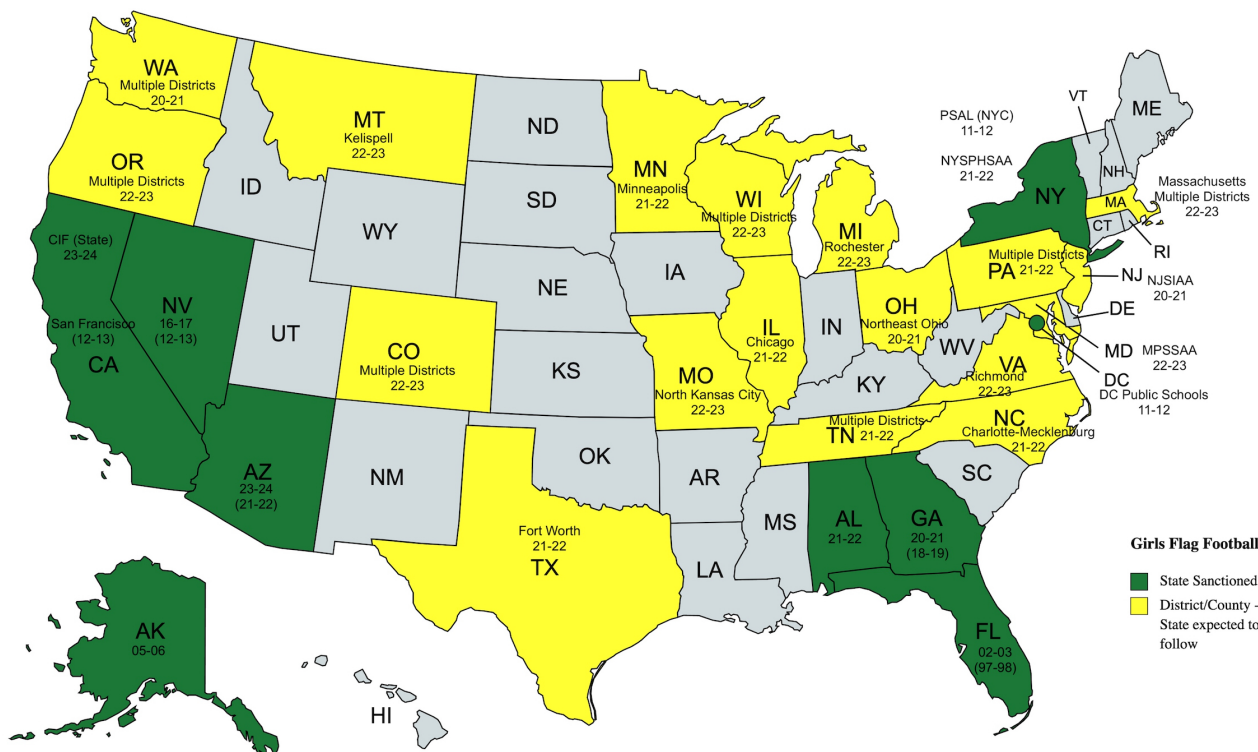 WA
Multiple Districts
20-21
MT
Kelispell
22-23
ND
MN
Minneapolis
21-22
OR
Multiple Districts
22-23
ID
SD
WI
Multiple Districts
22-23
MI
Rochester
22-23
PSAL (NYC)
11-12
NYSPHSAA
21-22
VT
ME
NH
NY
MA
Massachusetts
Multiple Districts
22-23
CT
RI
WY
CIF (State)
23-24
NV
16-17
(12-13)
San Francisco
(12-13)
CA
UT
CO
Multiple Districts
22-23
NE
IA
KS
MO
North Kansas City
22-23
IL
Chicago
21-22
IN
OH
Northeast Ohio
20-21
Multiple Districts
PA
21-22
NJ
NJSIAA
20-21
DE
MD
MPSSAA
22-23
DC
DC Public Schools
11-12
WV
VA
Richmond
22-23
KY
Multiple Districts
TN
21-22
NC
Charlotte-Mecklenburg
21-22
SC
AZ
23-24
(21-22)
NM
OK
AR
Fort Worth
21-22
TX
LA
MS
AL
21-22
GA
20-21
(18-19)
FL
02-03
(97-98)
AK
05-06
HI
Girls Flag Football
State Sanctioned
District/County -
State expected to
follow